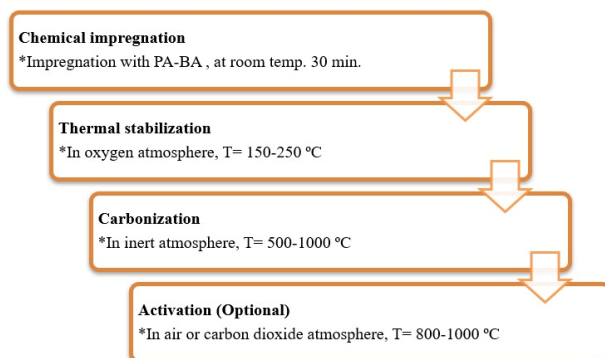 Chemical impregnation
*Impregnation with PA-BA , at room temp. 30 min.
Thermal stabilization
*In oxygen atmosphere, T= 150-250 ºC
Carbonization
*In inert atmosphere, T= 500-1000 ºC
Activation (Optional)
*In air or carbon dioxide atmosphere, T= 800-1000 ºC